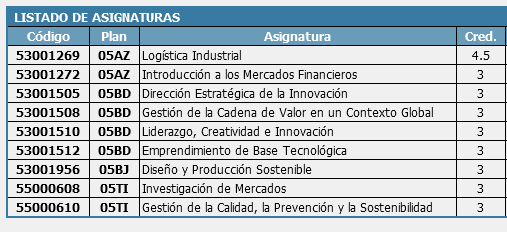 LISTADO DE ASIGNATURAS
Código Plan Asignatura Cred.
53001269 05AZ Logística Industrial 4.5
53001272 05AZ Introducción a los Mercados Financieros 3
53001505 05BD Dirección Estratégica de la Innovación 3
53001508 05BD Gestión de la Cadena de Valor en un Contexto Global 3
53001510 05BD Liderazgo, Creatividad e Innovación 3
53001512 05BD Emprendimiento de Base Tecnológica 3
53001956 05BJ Diseño y Producción Sostenible 3
55000608 05TI Investigación de Mercados 3
55000610 05TI Gestión de la Calidad, la Prevención y la Sostenibilidad 3